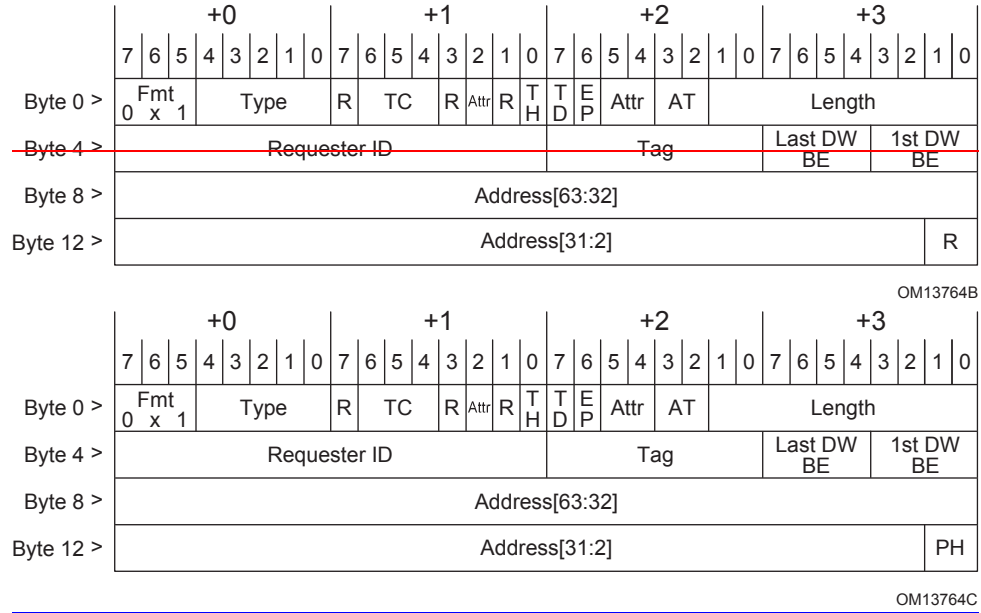 +0 +1 +2 +3
7 6 5 4 3 2 1 0 7 6 5 4 3 2 1 0 7 6 5 4 3 2 1 0 7 6 5 4 3 2 1 0
Byte 0 > Fmt 0 x 1 Type R TC R Attr R TH TD EP Attr AT Length
Byte 4 > Requester ID Tag Last DW BE 1st DW BE
Byte 8 > Address[63:32]
Byte 12 > Address[31:2] R
OM13764B
+0 +1 +2 +3
7 6 5 4 3 2 1 0 7 6 5 4 3 2 1 0 7 6 5 4 3 2 1 0 7 6 5 4 3 2 1 0
Byte 0 > Fmt 0 x 1 Type R TC R Attr R TH TD EP Attr AT Length
Byte 4 > Requester ID Tag Last DW BE 1st DW BE
Byte 8 > Address[63:32]
Byte 12 > Address[31:2] PH
OM13764C